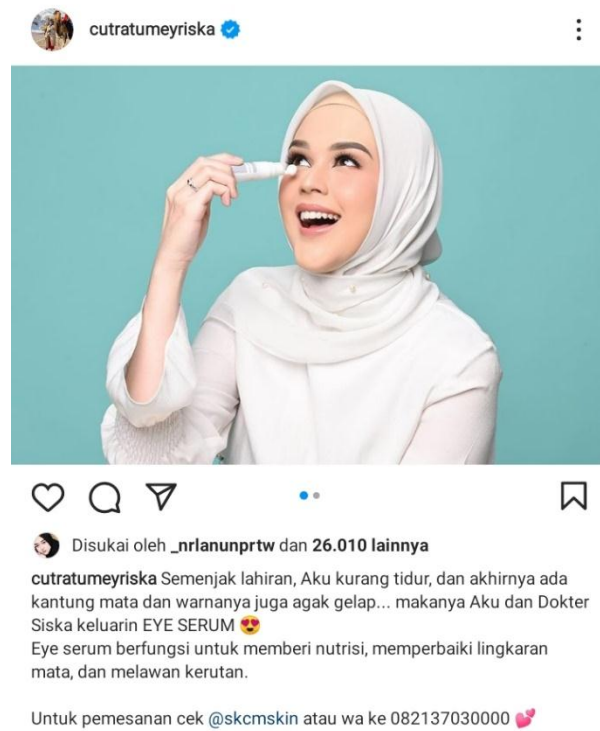 cutratumeyriska
Disukai oleh _nrlanunprtw dan 26.010 lainnya
cutratumeyriska Semenjak lahiran, Aku kurang tidur, dan akhirnya ada
kantung mata dan warnanya juga agak gelap... makanya Aku dan Dokter
Siska keluarin EYE SERUM 😍
Eye serum berfungsi untuk memberi nutrisi, memperbaiki lingkaran
mata, dan melawan kerutan.
Untuk pemesanan cek @skcmskin atau wa ke 082137030000 💕